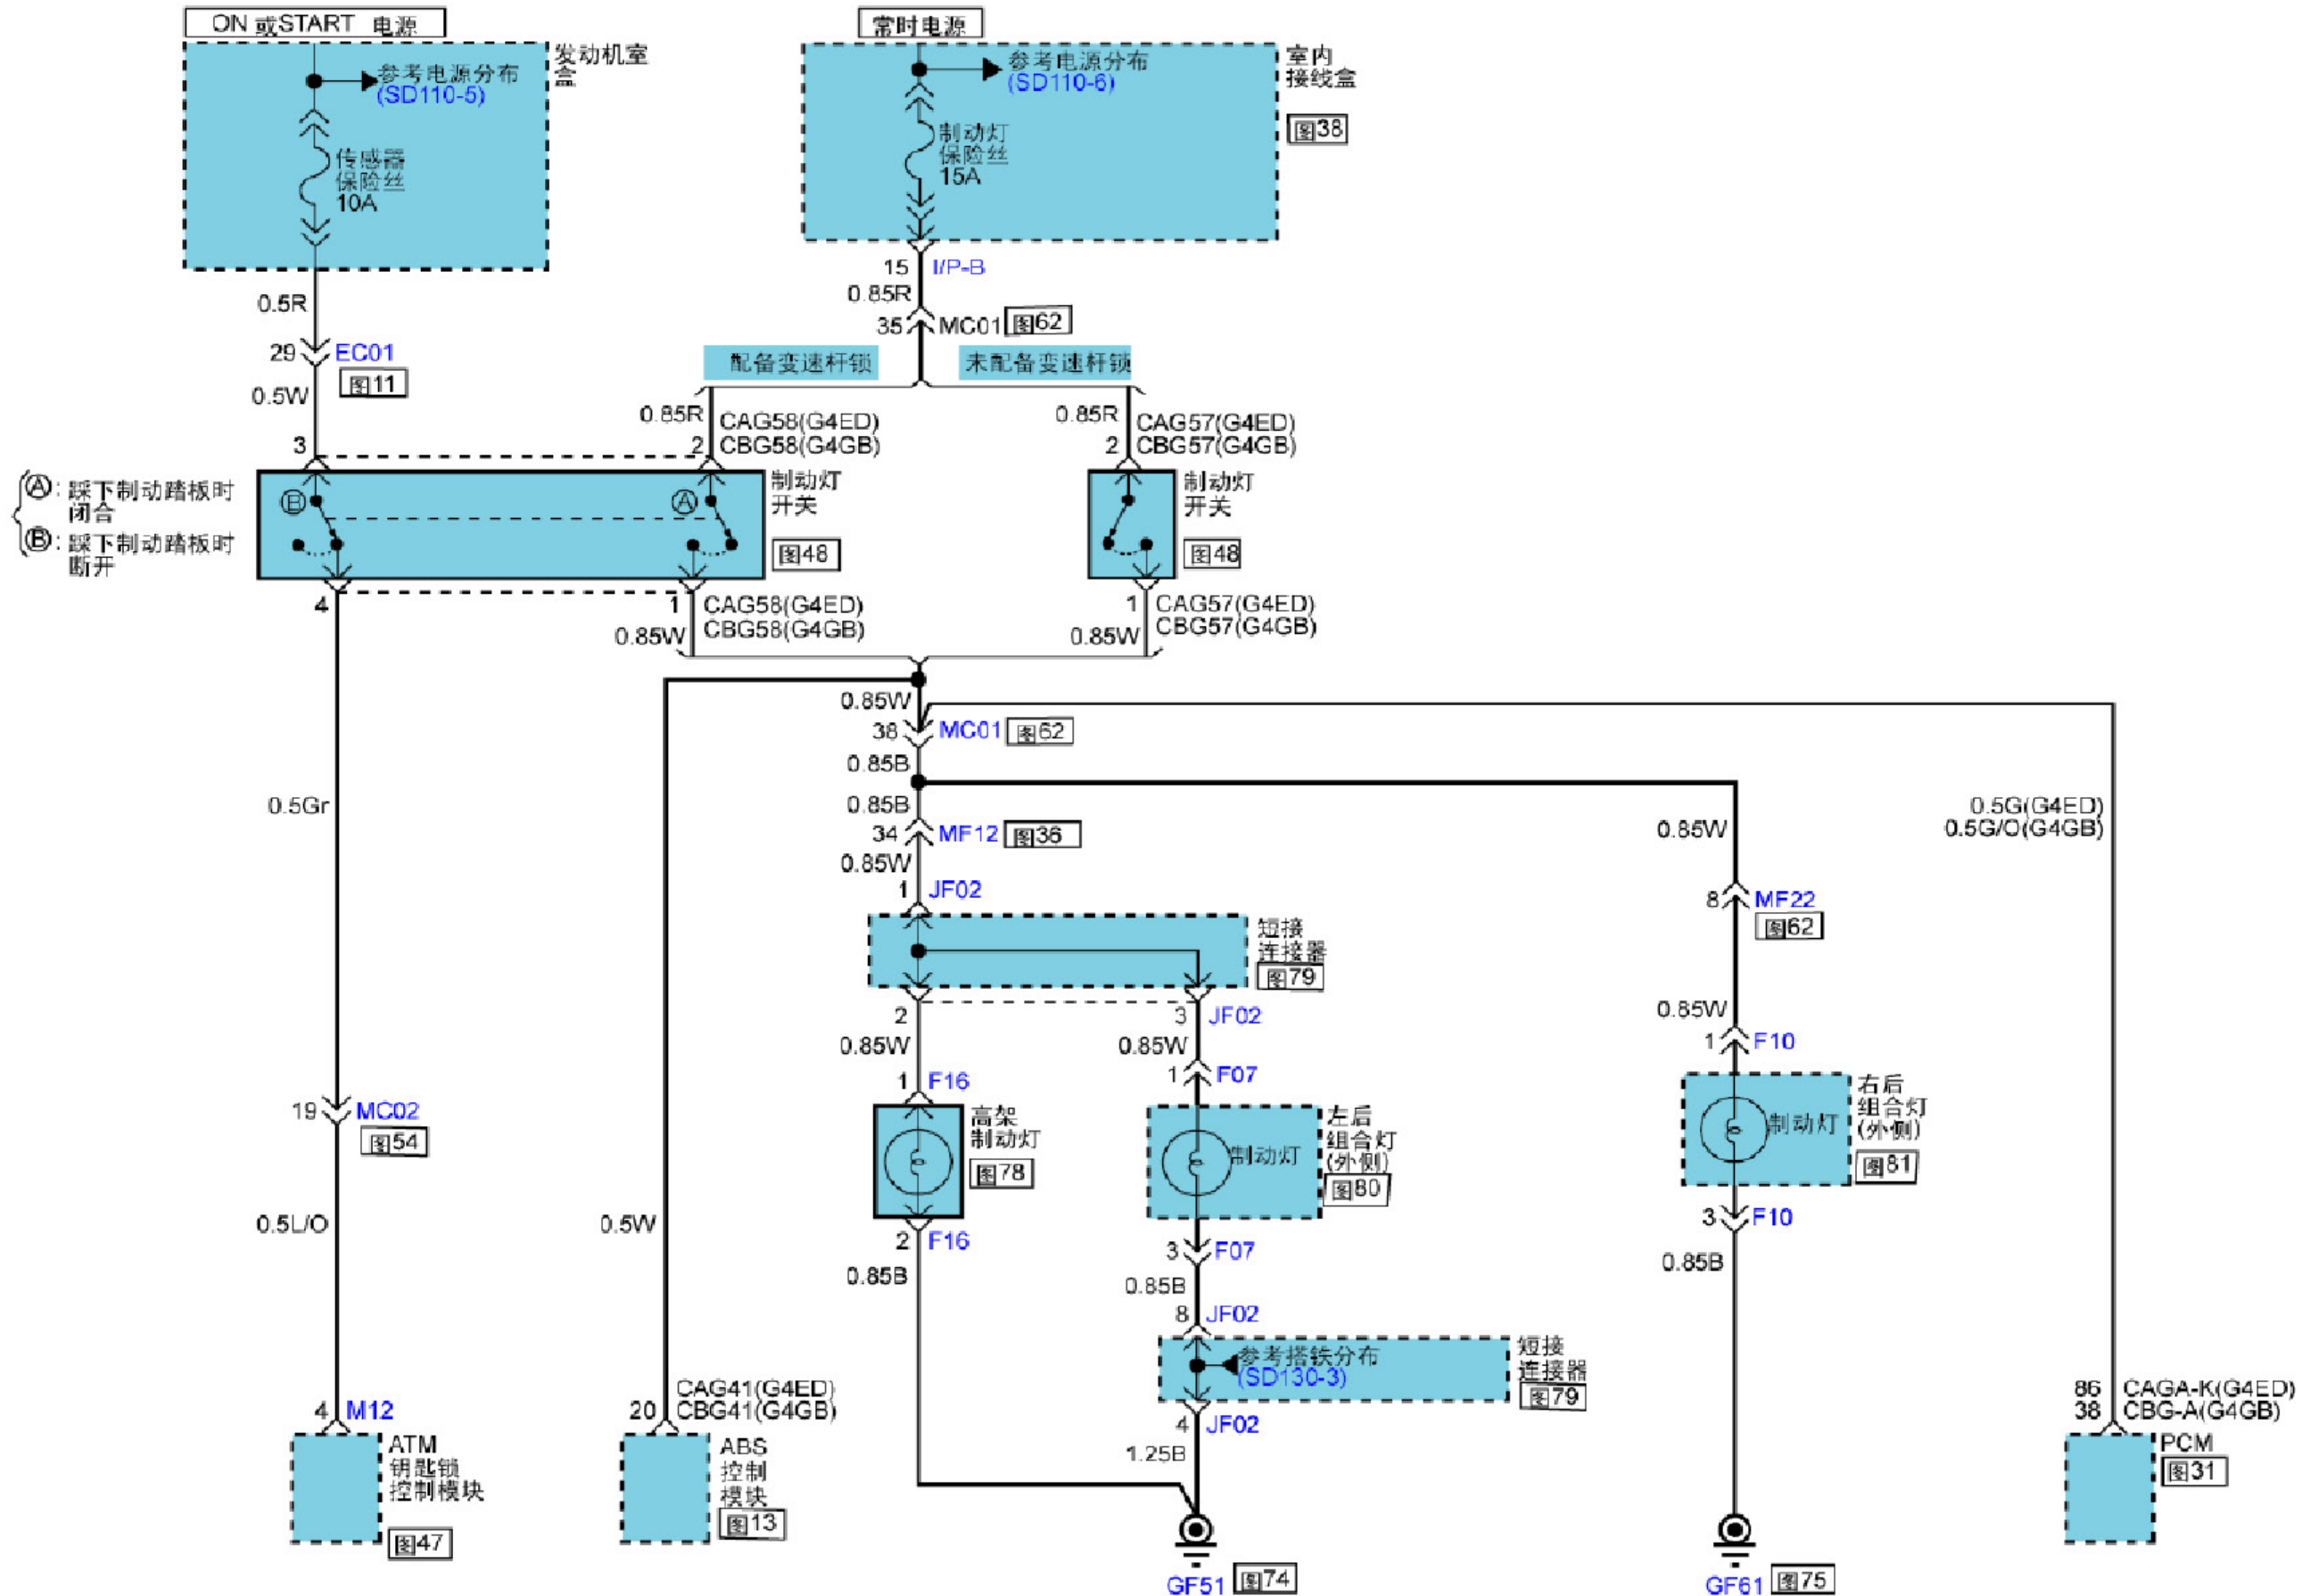 ON 或START 电源
常时电源
发动机室
盒
参考电源分布
(SD110-5)
传感器
保险丝
10A
参考电源分布
(SD110-6)
制动灯
保险丝
15A
室内
接线盒
图38
15 I/P-B
0.85R
35 MC01 图62
0.5R
29 EC01
图11
0.5W
3
配备变速杆锁
未配备变速杆锁
0.85R
CAG58(G4ED)
2 CBG58(G4GB)
0.85R
CAG57(G4ED)
2 CBG57(G4GB)
Ⓐ: 踩下制动踏板时
闭合
Ⓑ: 踩下制动踏板时
断开
Ⓑ
Ⓐ
制动灯
开关
图48
制动灯
开关
图48
4
1 CAG58(G4ED)
CBG58(G4GB)
0.85W
1 CAG57(G4ED)
CBG57(G4GB)
0.85W
0.85W
38 MC01 图62
0.85B
0.85B
34 MF12 图36
0.85W
1 JF02
短接
连接器
图79
2
3 JF02
0.85W
0.85W
1 F16
1 F07
高架
制动灯
图78
制动灯
左后
组合灯
(外侧)
图80
2 F16
0.85B
3 F07
0.85B
8 JF02
参考搭铁分布
(SD130-3)
短接
连接器
图79
4 JF02
1.25B
GF51 图74
0.85W
8 MF22
图62
0.85W
1 F10
制动灯
右后
组合灯
(外侧)
图81
3 F10
0.85B
GF61 图75
0.5G(G4ED)
0.5G/O(G4GB)
86 CAGA-K(G4ED)
38 CBG-A(G4GB)
PCM
图31
0.5Gr
19 MC02
图54
0.5L/O
4 M12
ATM
钥匙锁
控制模块
图47
0.5W
CAG41(G4ED)
20 CBG41(G4GB)
ABS
控制
模块
图13